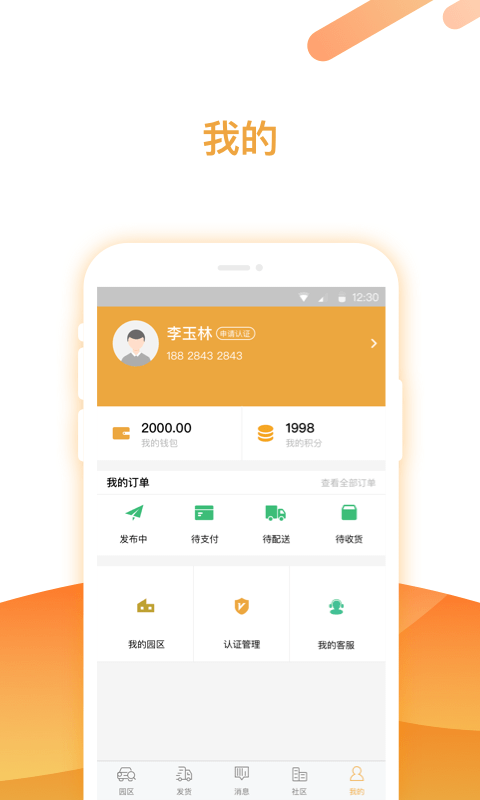 我的
12:30
李玉林 申请认证
188 2843 2843
2000.00 1998
我的钱包 我的积分
我的订单 查看全部订单
发布中 待支付 待配送 待收货
我的园区 认证管理 我的客服
园区 发货 消息 社区 我的